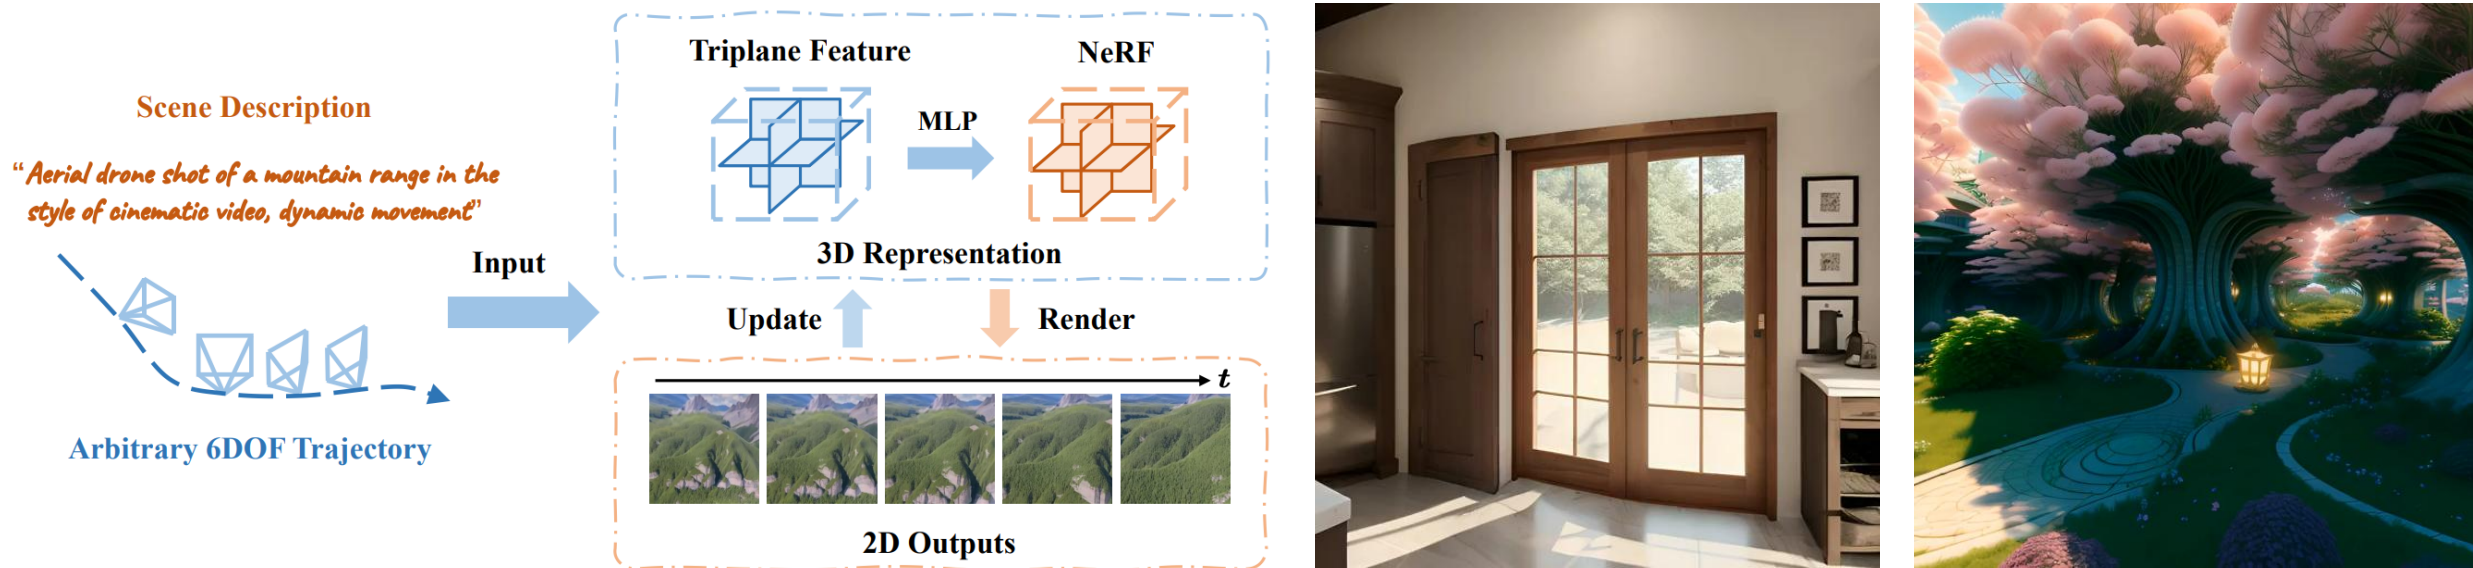 Scene Description
“Aerial drone shot of a mountain range in the
style of cinematic video, dynamic movement”
Arbitrary 6DOF Trajectory
Input
Triplane Feature
NeRF
MLP
3D Representation
Update
Render
t
2D Outputs